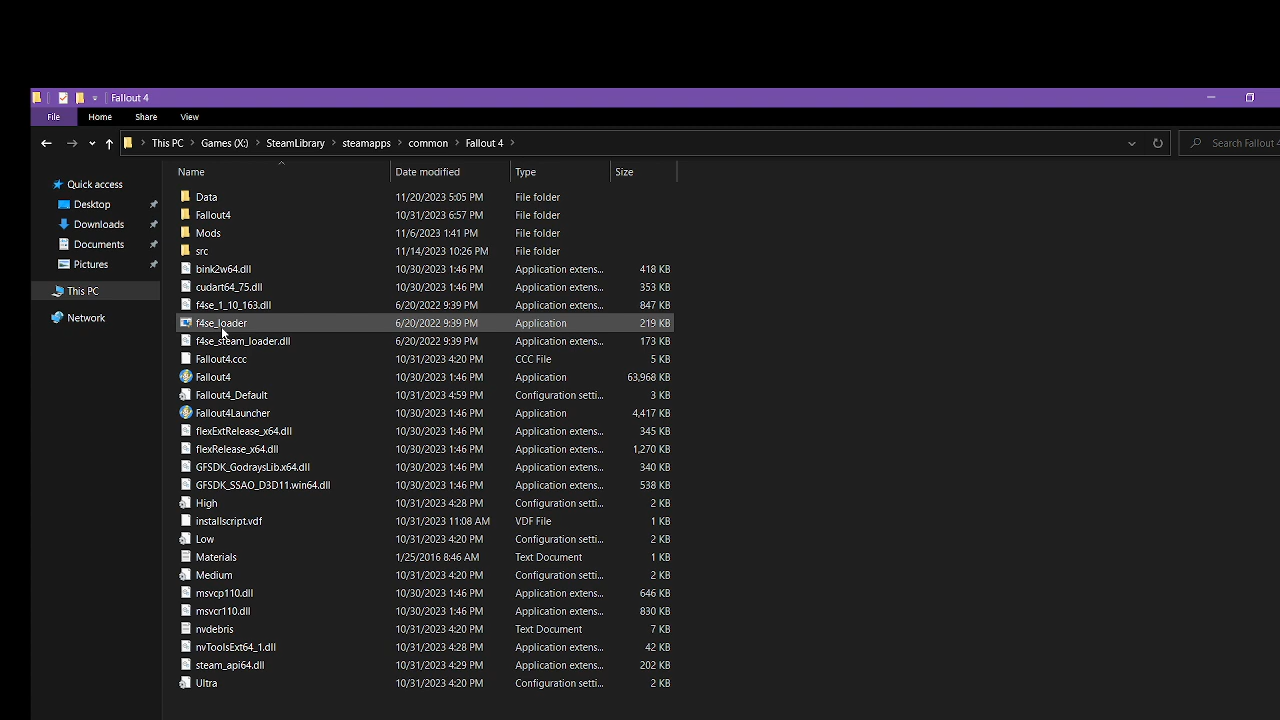 Fallout 4
File Home Share View
This PC Games (X:) SteamLibrary steamapps common Fallout 4 Search Fallout 4
Name Date modified Type Size
Quick access
Desktop
Downloads
Documents
Pictures
This PC
Network
Data 11/20/2023 5:05 PM File folder
Fallout4 10/31/2023 6:57 PM File folder
Mods 11/6/2023 1:41 PM File folder
src 11/14/2023 10:26 PM File folder
bink2w64.dll 10/30/2023 1:46 PM Application extens... 418 KB
cudart64_75.dll 10/30/2023 1:46 PM Application extens... 353 KB
f4se_1_10_163.dll 6/20/2022 9:39 PM Application extens... 847 KB
f4se_loader 6/20/2022 9:39 PM Application 219 KB
f4se_steam_loader.dll 6/20/2022 9:39 PM Application extens... 173 KB
Fallout4.ccc 10/31/2023 4:20 PM CCC File 5 KB
Fallout4 10/30/2023 1:46 PM Application 63,968 KB
Fallout4_Default 10/31/2023 4:59 PM Configuration setti... 3 KB
Fallout4Launcher 10/30/2023 1:46 PM Application 4,417 KB
flexExtRelease_x64.dll 10/30/2023 1:46 PM Application extens... 345 KB
flexRelease_x64.dll 10/30/2023 1:46 PM Application extens... 1,270 KB
GFSDK_GodraysLib.x64.dll 10/30/2023 1:46 PM Application extens... 340 KB
GFSDK_SSAO_D3D11.win64.dll 10/30/2023 1:46 PM Application extens... 538 KB
High 10/31/2023 4:28 PM Configuration setti... 2 KB
installscript.vdf 10/31/2023 11:08 AM VDF File 1 KB
Low 10/31/2023 4:20 PM Configuration setti... 2 KB
Materials 1/25/2016 8:46 AM Text Document 1 KB
Medium 10/31/2023 4:20 PM Configuration setti... 2 KB
msvcp110.dll 10/30/2023 1:46 PM Application extens... 646 KB
msvcr110.dll 10/30/2023 1:46 PM Application extens... 830 KB
nvdebris 10/31/2023 4:20 PM Text Document 7 KB
nvToolsExt64_1.dll 10/31/2023 4:28 PM Application extens... 42 KB
steam_api64.dll 10/31/2023 4:29 PM Application extens... 202 KB
Ultra 10/31/2023 4:20 PM Configuration setti... 2 KB